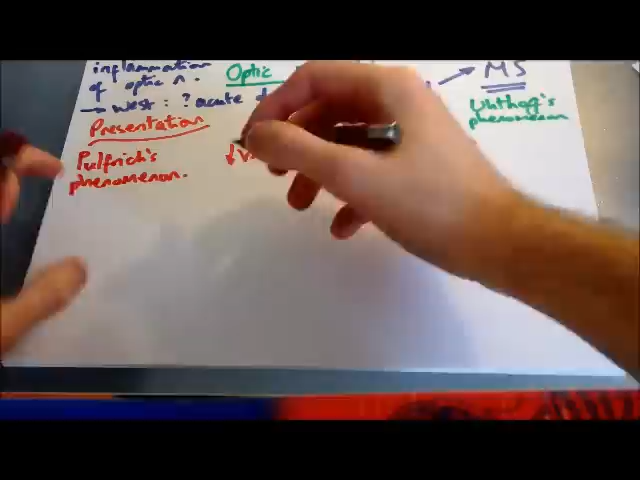 inflammation
of optic n.
→ west: ? acute
Optic
MS
Uhthoff's
phenomenon
Presentation
Pulfrich's
phenomenon.
↓